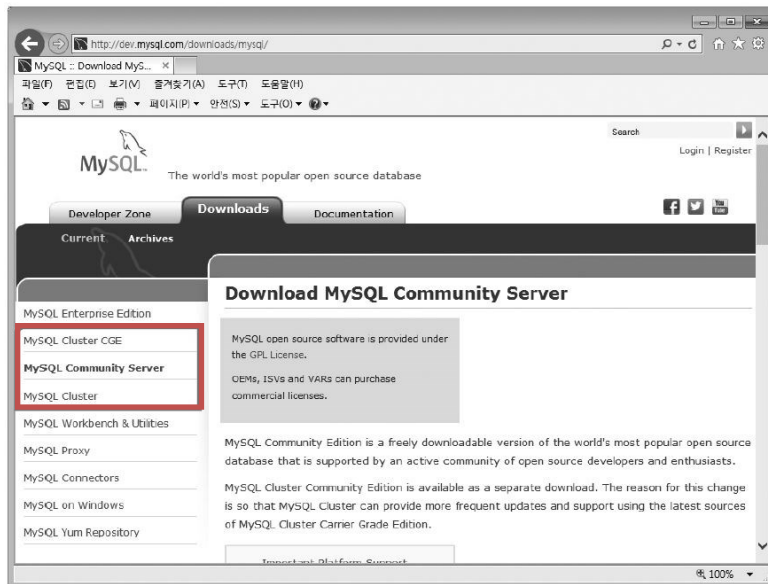 http://dev.mysql.com/downloads/mysql/
MySQL :: Download MyS... ×
파일(F) 편집(E) 보기(V) 즐겨찾기(A) 도구(T) 도움말(H)
페이지(P) 안전(S) 도구(O)
Search
Login | Register
MySQL
The world's most popular open source database
Developer Zone Downloads Documentation
Current Archives
MySQL Enterprise Edition
MySQL Cluster CGE
MySQL Community Server
MySQL Cluster
MySQL Workbench & Utilities
MySQL Proxy
MySQL Connectors
MySQL on Windows
MySQL Yum Repository
Download MySQL Community Server
MySQL open source software is provided under
the GPL License.
OEMs, ISVs and VARs can purchase
commercial licenses.
MySQL Community Edition is a freely downloadable version of the world's most popular open source
database that is supported by an active community of open source developers and enthusiasts.
MySQL Cluster Community Edition is available as a separate download. The reason for this change
is so that MySQL Cluster can provide more frequent updates and support using the latest sources
of MySQL Cluster Carrier Grade Edition.
Important Platform Support
100%